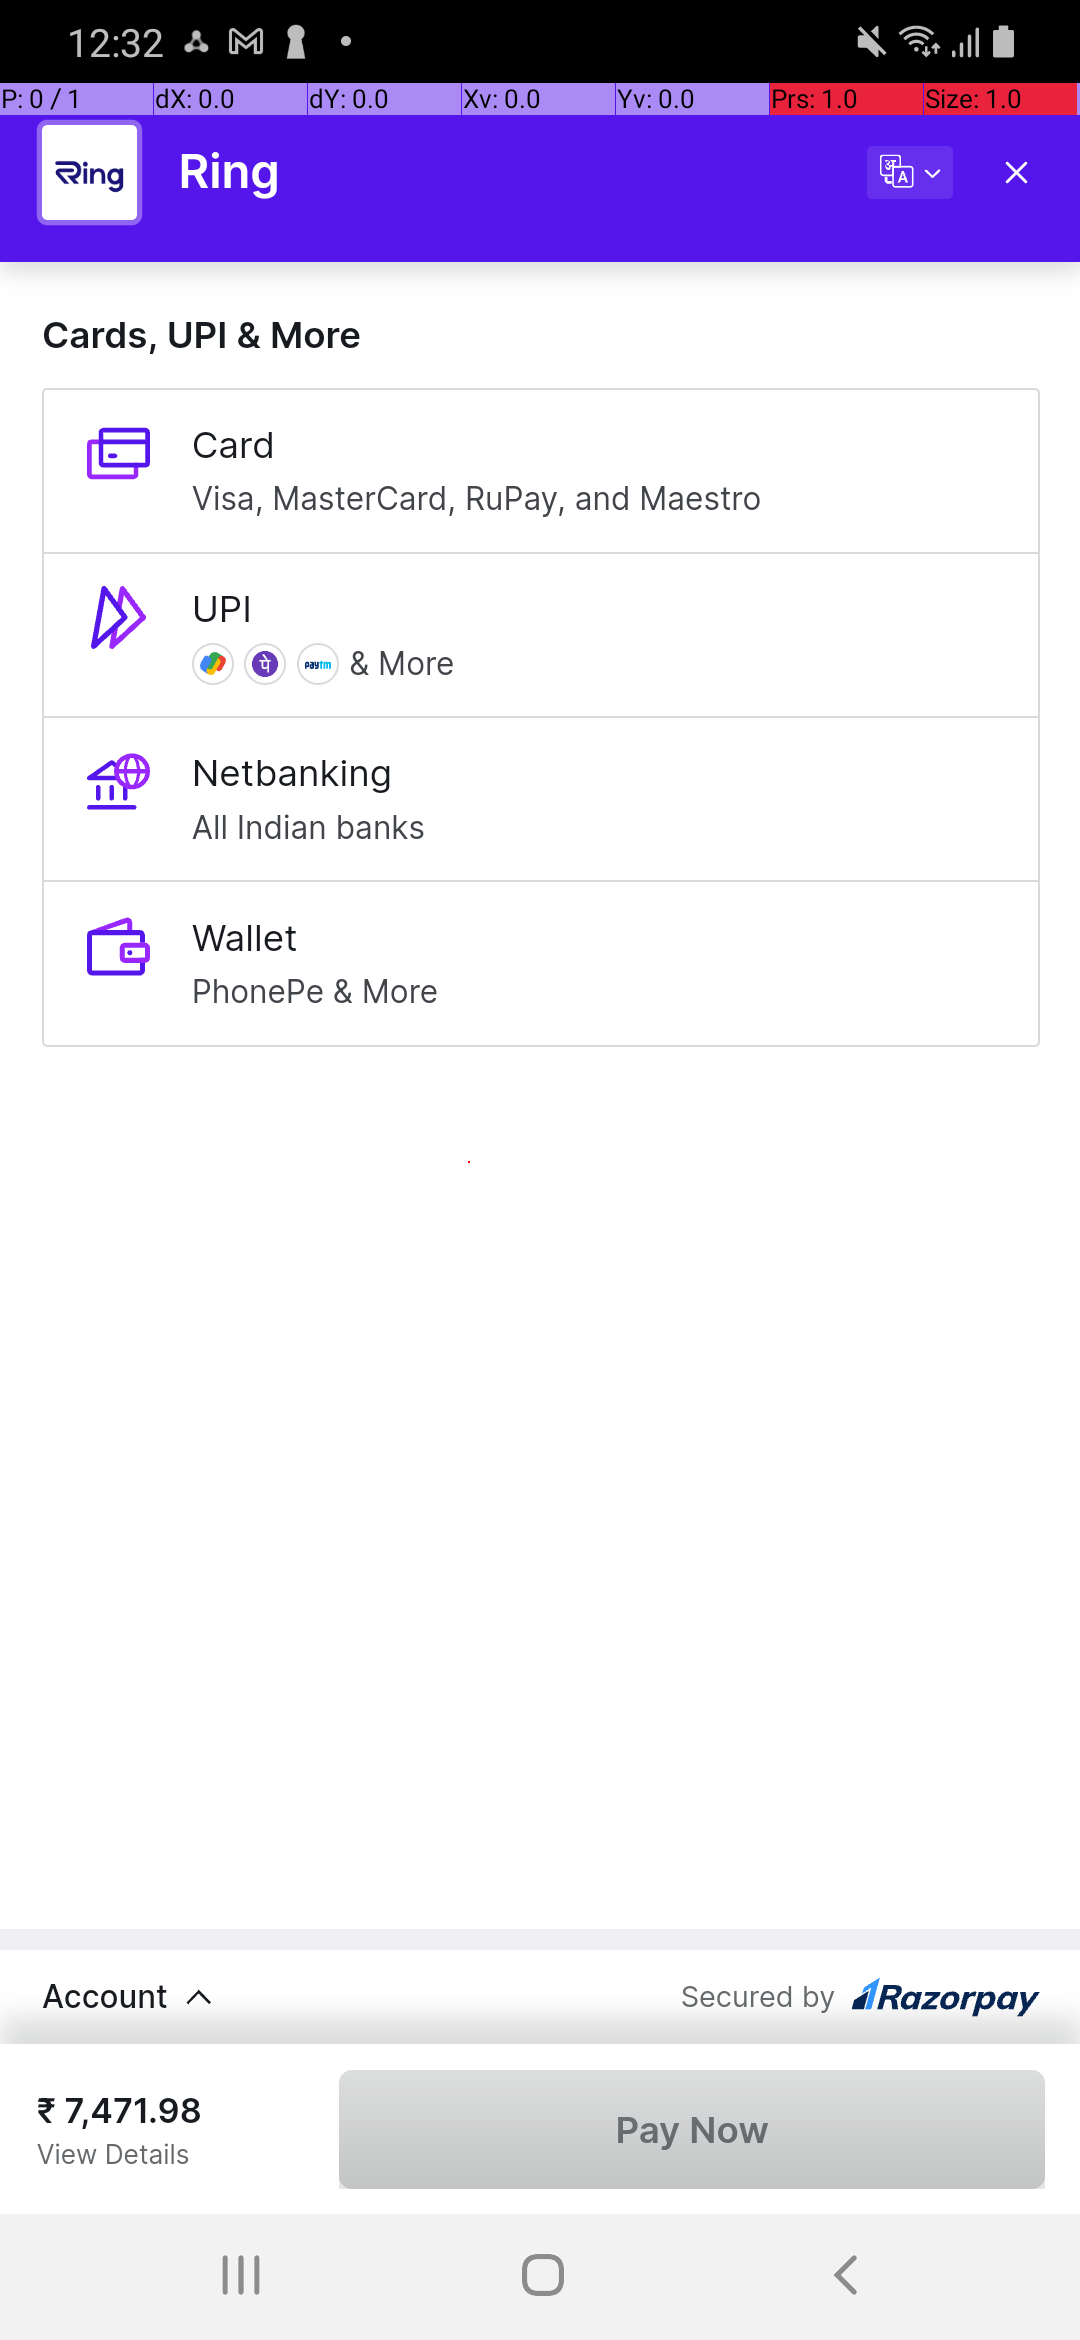 12:32
P: 0 / 1 dX: 0.0 dY: 0.0 Xv: 0.0 Yv: 0.0 Prs: 1.0 Size: 1.0
Ring Ring
अ A
Cards, UPI & More
Card
Visa, MasterCard, RuPay, and Maestro
UPI
पे paytm & More
Netbanking
All Indian banks
Wallet
PhonePe & More
Account Secured by Razorpay
₹ 7,471.98
View Details
Pay Now